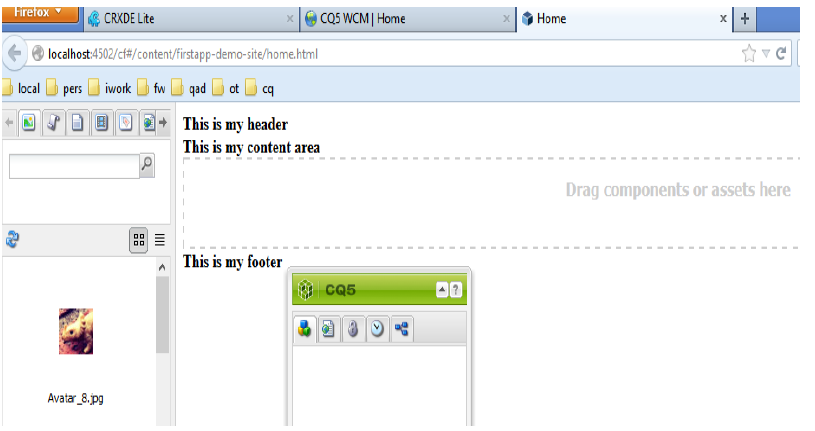 Firefox
CRXDE Lite
CQ5 WCM | Home
Home
localhost:4502/cf#/content/firstapp-demo-site/home.html
local pers iwork fw qad ot cq
This is my header
This is my content area
Drag components or assets here
This is my footer
CQ5
?
Avatar_8.jpg